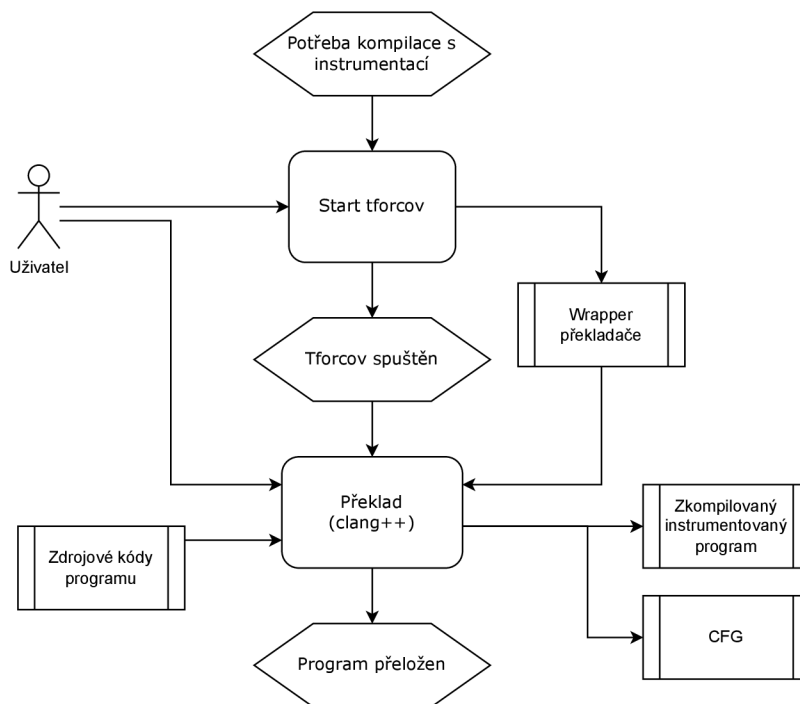 Potřeba kompilace s
instrumentací
Start tforcov
Uživatel
Wrapper
překladače
Tforcov spuštěn
Překlad
(clang++)
Zkompilovaný
instrumentovaný
program
Zdrojové kódy
programu
CFG
Program přeložen